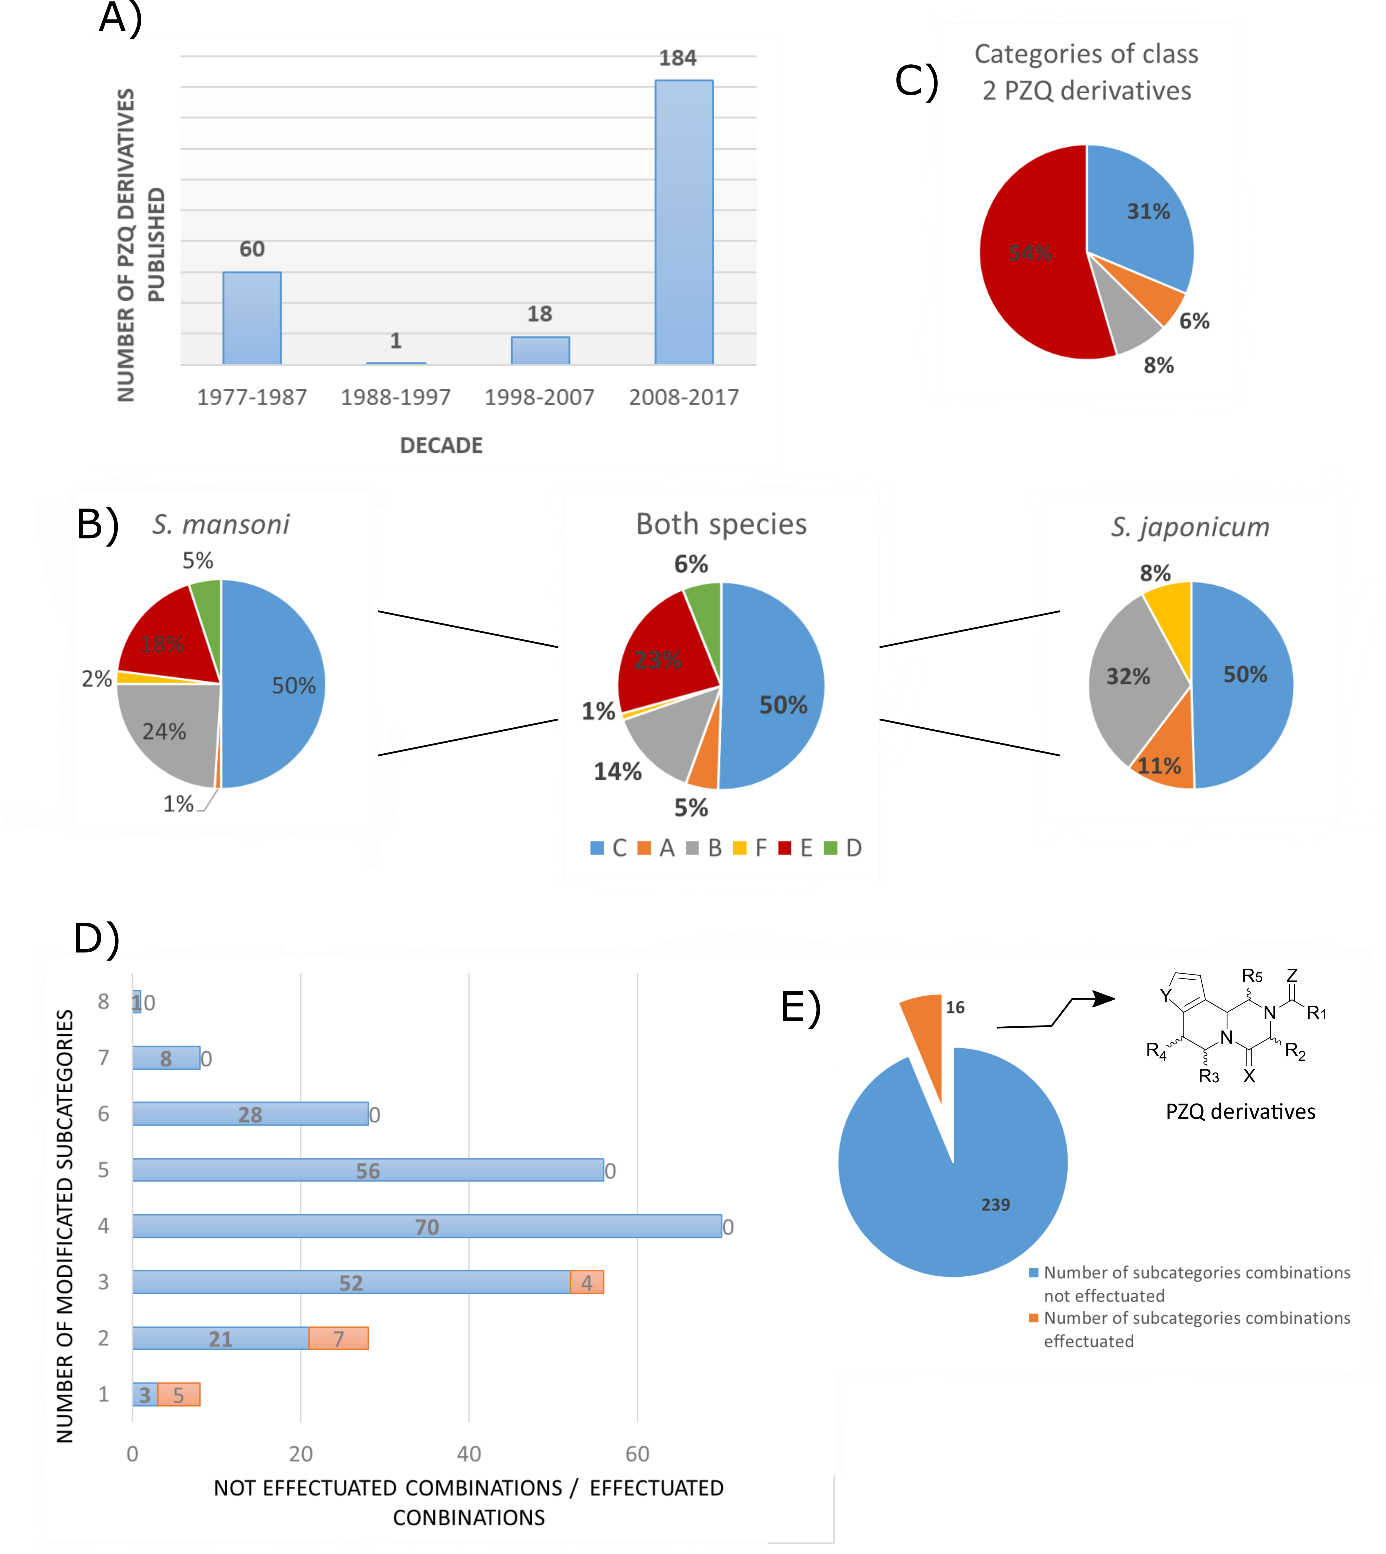 A)
NUMBER OF PZQ DERIVATIVES
PUBLISHED
60
1
18
184
1977-1987
1988-1997
1998-2007
2008-2017
DECADE
C)
Categories of class
2 PZQ derivatives
31%
54%
6%
8%
B)
S. mansoni
5%
18%
2%
50%
24%
1%
Both species
6%
23%
1%
50%
14%
5%
C A B F E D
S. japonicum
8%
32%
50%
11%
D)
NUMBER OF MODIFICATED SUBCATEGORIES
8 10
7 8 0
6 28 0
5 56 0
4 70 0
3 52 4
2 21 7
1 3 5
0 20 40 60
NOT EFFECTUATED COMBINATIONS / EFFECTUATED
CONBINATIONS
E)
16
239
R5 Z
Y
N R1
R4 N R2
R3 X
PZQ derivatives
Number of subcategories combinations
not effectuated
Number of subcategories combinations
effectuated